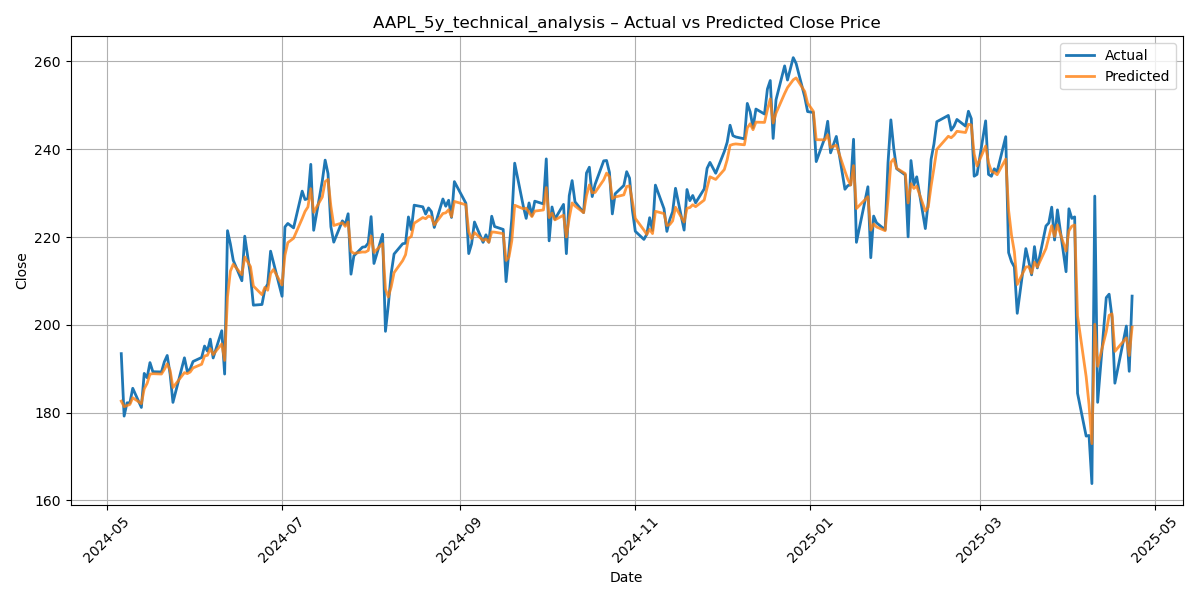 AAPL_5y_technical_analysis – Actual vs Predicted Close Price
Actual
Predicted
260
240
220
200
180
160
Close
2024-05
2024-07
2024-09
2024-11
2025-01
2025-03
2025-05
Date